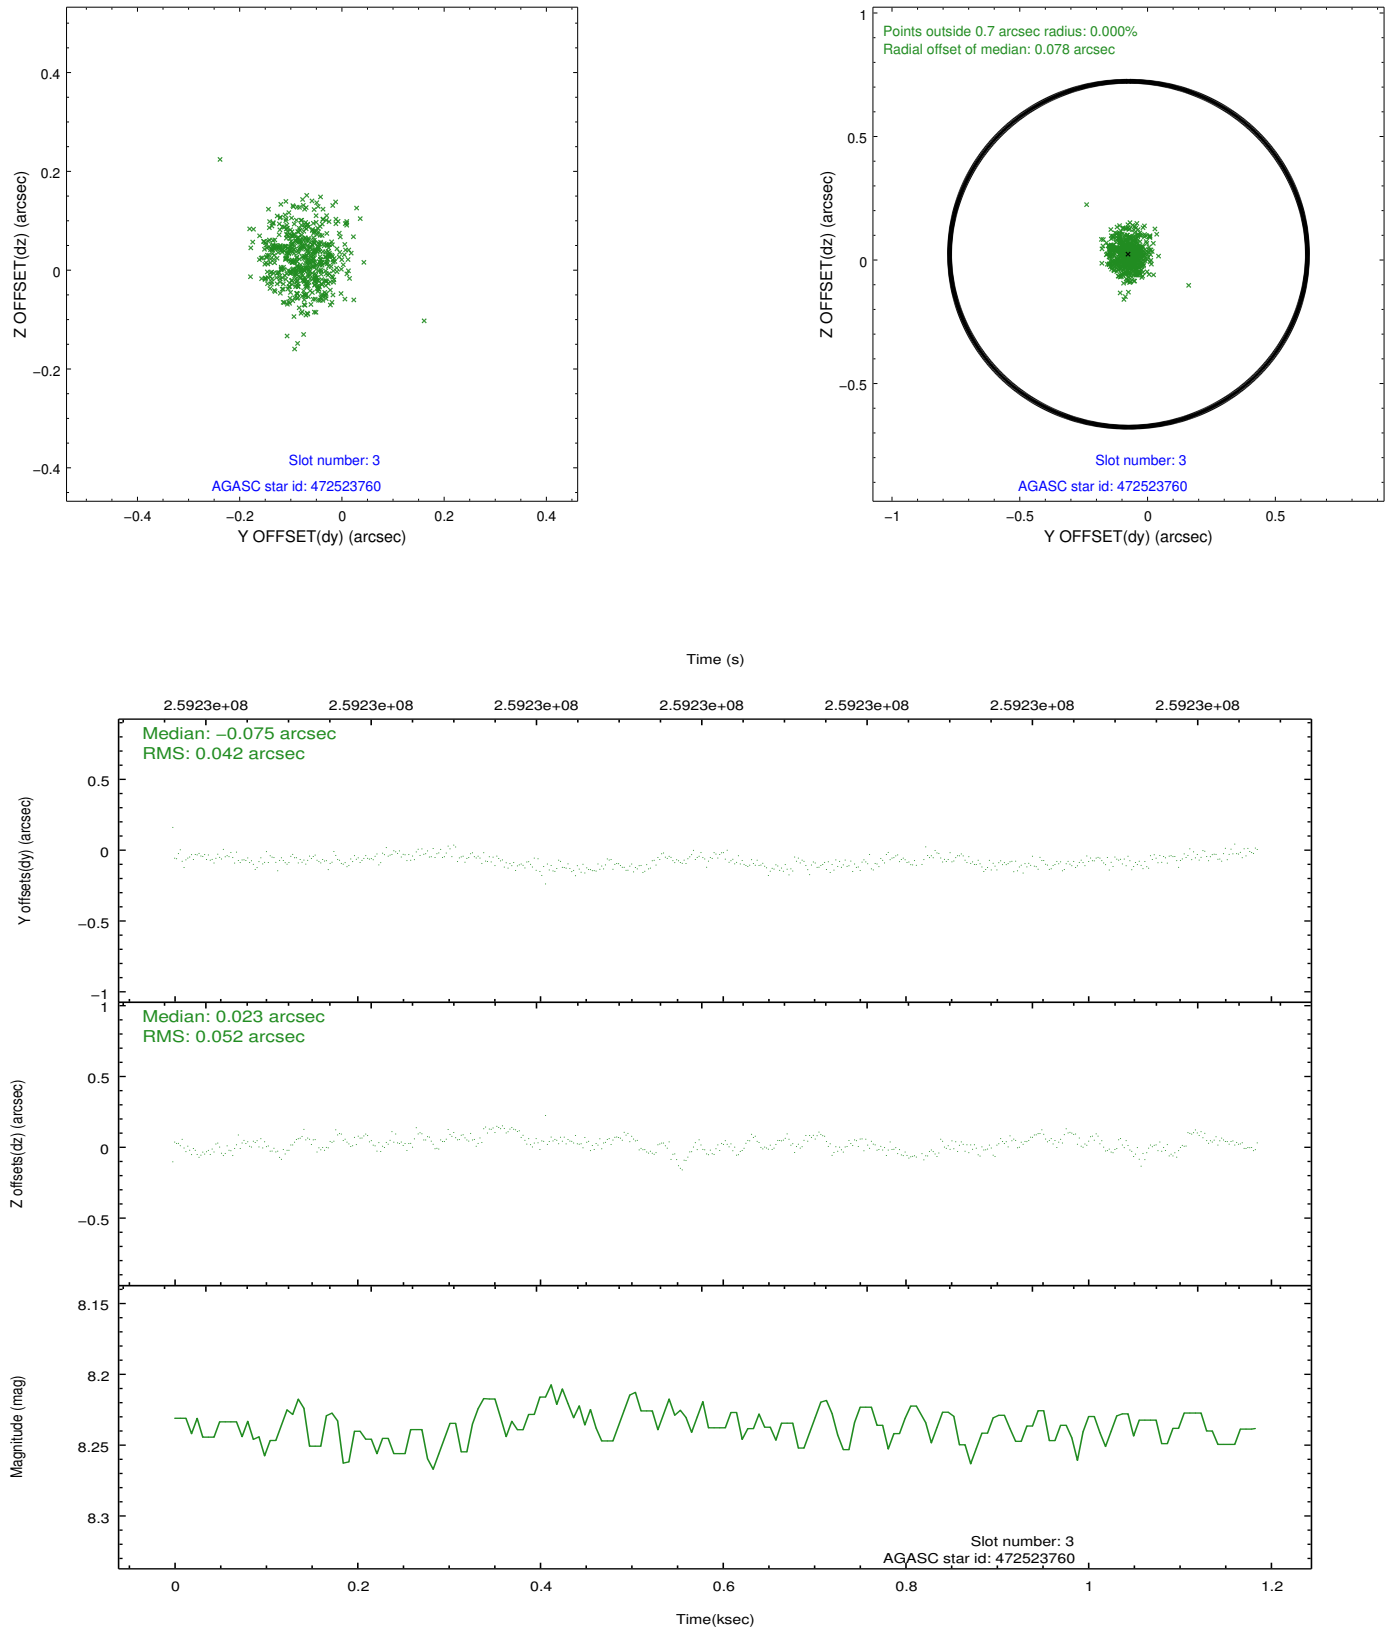 0.4
0.2
0
−0.2
−0.4
Z OFFSET(dz) (arcsec)
Slot number: 3
AGASC star id: 472523760
−0.4
−0.2
0
0.2
0.4
Y OFFSET(dy) (arcsec)
Points outside 0.7 arcsec radius: 0.000%
Radial offset of median: 0.078 arcsec
1
0.5
0
−0.5
Z OFFSET(dz) (arcsec)
Slot number: 3
AGASC star id: 472523760
−1
−0.5
0
0.5
Y OFFSET(dy) (arcsec)
Time (s)
2.5923e+08
2.5923e+08
2.5923e+08
2.5923e+08
2.5923e+08
2.5923e+08
2.5923e+08
Median: −0.075 arcsec
RMS: 0.042 arcsec
0.5
0
−0.5
−1
Y offsets(dy) (arcsec)
Median: 0.023 arcsec
RMS: 0.052 arcsec
1
0.5
0
−0.5
Z offsets(dz) (arcsec)
8.15
8.2
8.25
8.3
Magnitude (mag)
Slot number: 3
AGASC star id: 472523760
0
0.2
0.4
0.6
0.8
1
1.2
Time(ksec)